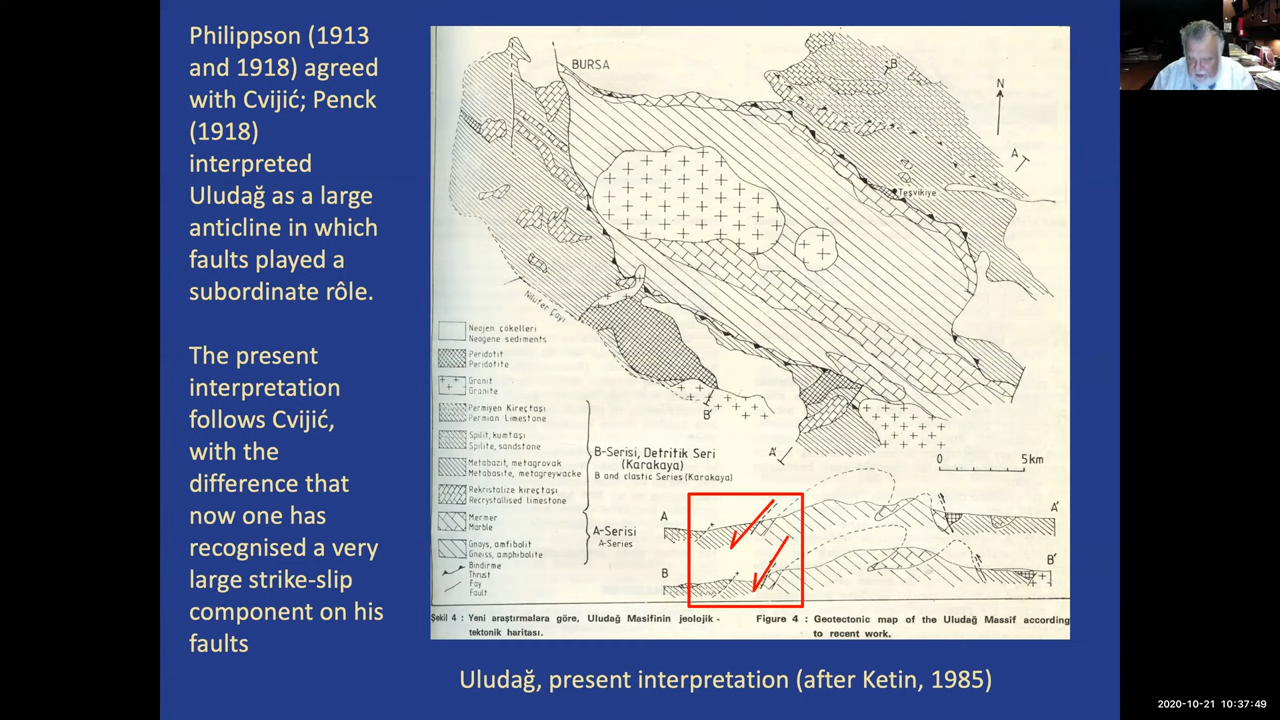 Philippson (1913
and 1918) agreed
with Cvijić; Penck
(1918)
interpreted
Uludağ as a large
anticline in which
faults played a
subordinate rôle.
The present
interpretation
follows Cvijić,
with the
difference that
now one has
recognised a very
large strike-slip
component on his
faults
BURSA
B
N
A
Teşvikiye
Nilüfer Çayı
B'
A'
0 5 km
Neojen çökelleri
Neogene sediments
Peridotit
Peridotite
Granit
Granite
Permiyen Kireçtaşı
Permian Limestone
Spilit, kumtaşı
Spilite, sandstone
Metabazit, metagrovak
Metabasite, metagreywacke
Rekristalize kireçtaşı
Recrystallised limestone
B-Serisi, Detritik Seri
(Karakaya)
B and clastic Series (Karakaya)
Mermer
Marble
Gnays, amfibolit
Gneiss, amphibolite
A-Serisi
A-Series
Bindirme
Thrust
Fay
Fault
A A'
B B'
Şekil 4 : Yeni araştırmalara göre, Uludağ Masifinin jeolojik -
tektonik haritası.
Figure 4 : Geotectonic map of the Uludağ Massif according
to recent work.
Uludağ, present interpretation (after Ketin, 1985)
2020-10-21 10:37:49